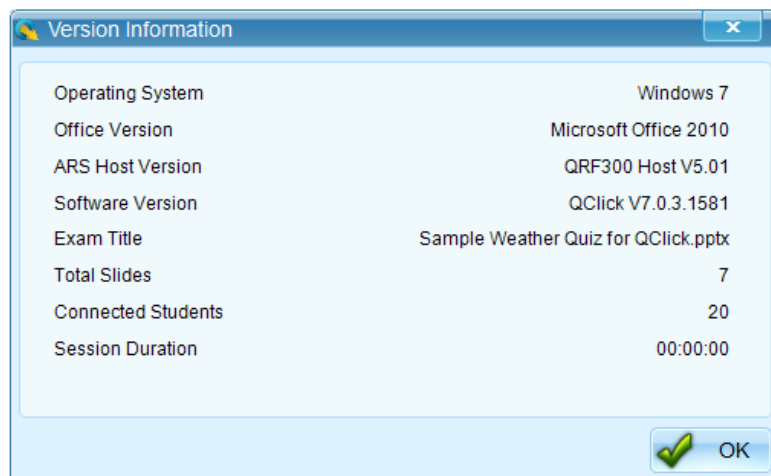 Version Information
Operating System Windows 7
Office Version Microsoft Office 2010
ARS Host Version QRF300 Host V5.01
Software Version QClick V7.0.3.1581
Exam Title Sample Weather Quiz for QClick.pptx
Total Slides 7
Connected Students 20
Session Duration 00:00:00
OK